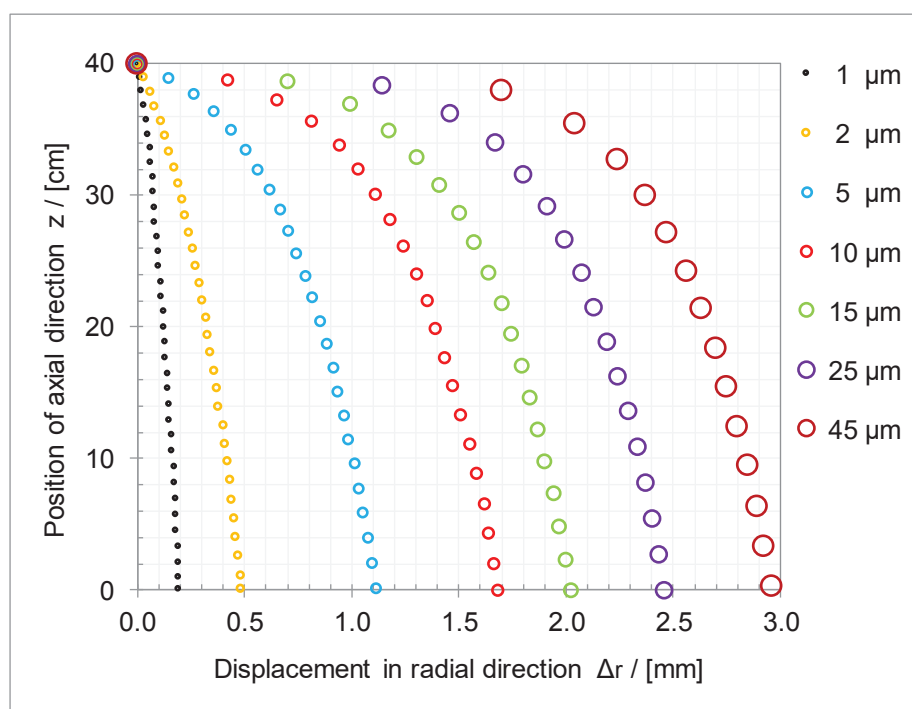 Position of axial direction z / [cm]
40
30
20
10
0
0.0 0.5 1.0 1.5 2.0 2.5 3.0
Displacement in radial direction Δr / [mm]
1 µm
2 µm
5 µm
10 µm
15 µm
25 µm
45 µm